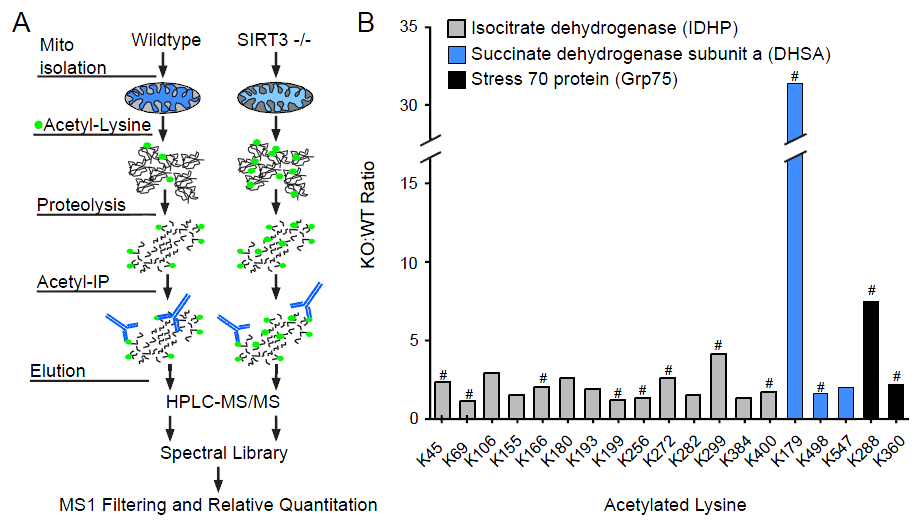 A
Wildtype SIRT3 -/-
Mito
isolation
Acetyl-Lysine
Proteolysis
Acetyl-IP
Elution
HPLC-MS/MS
Spectral Library
MS1 Filtering and Relative Quantitation
B
Isocitrate dehydrogenase (IDHP)
Succinate dehydrogenase subunit a (DHSA)
Stress 70 protein (Grp75)
KO:WT Ratio
35
30
15
10
5
0
# # # # # # # # # # # #
K45 K69 K106 K155 K166 K180 K193 K199 K256 K272 K282 K299 K384 K400 K179 K498 K547 K288 K360
Acetylated Lysine